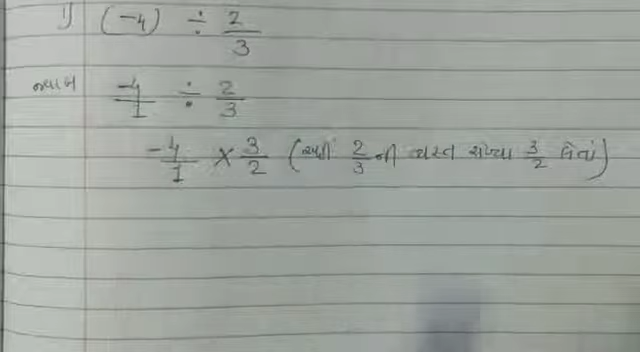 1) (-4) ÷ 2/3
જવાબ -4/1 ÷ 2/3
-4/1 × 3/2 (અહીં 2/3 ની વ્યસ્ત સંખ્યા 3/2 લેતાં)